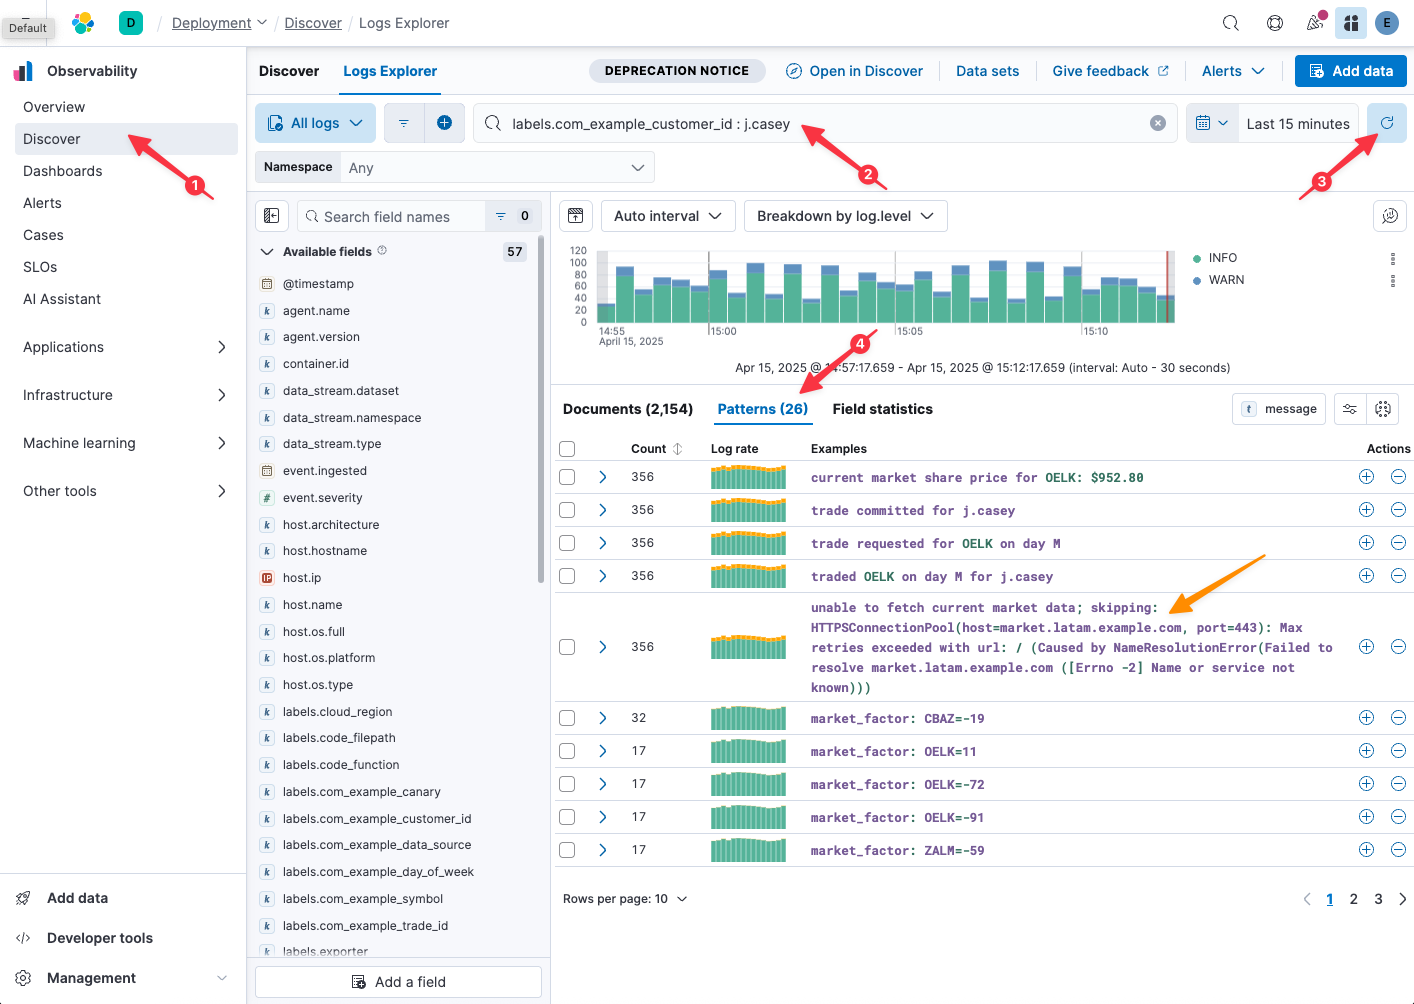 Default
D
Deployment
Discover
Logs Explorer
E
Observability
Overview
Discover
Dashboards
Alerts
Cases
SLOs
AI Assistant
Applications
Infrastructure
Machine learning
Other tools
Add data
Developer tools
Management
1
Discover
Logs Explorer
DEPRECATION NOTICE
Open in Discover
Data sets
Give feedback
Alerts
Add data
All logs
labels.com_example_customer_id : j.casey
Last 15 minutes
2
3
Namespace
Any
Search field names
0
Available fields
57
@timestamp
k agent.name
k agent.version
k container.id
k data_stream.dataset
k data_stream.namespace
k data_stream.type
event.ingested
# event.severity
k host.architecture
k host.hostname
IP host.ip
k host.name
k host.os.full
k host.os.platform
k host.os.type
k labels.cloud_region
k labels.code_filepath
k labels.code_function
k labels.com_example_canary
k labels.com_example_customer_id
k labels.com_example_data_source
k labels.com_example_day_of_week
k labels.com_example_symbol
k labels.com_example_trade_id
k labels.exporter
Add a field
Auto interval
Breakdown by log.level
120
100
80
60
40
20
0
14:55
April 15, 2025
15:00
15:05
15:10
INFO
WARN
4
Apr 15, 2025 @ 14:57:17.659 - Apr 15, 2025 @ 15:12:17.659 (interval: Auto - 30 seconds)
Documents (2,154)
Patterns (26)
Field statistics
t message
Count
Log rate
Examples
Actions
356
current market share price for OELK: $952.80
356
trade committed for j.casey
356
trade requested for OELK on day M
356
traded OELK on day M for j.casey
356
unable to fetch current market data; skipping:
HTTPSConnectionPool(host=market.latam.example.com, port=443): Max
retries exceeded with url: / (Caused by NameResolutionError(Failed to
resolve market.latam.example.com ([Errno -2] Name or service not
known)))
32
market_factor: CBAZ=-19
17
market_factor: OELK=11
17
market_factor: OELK=-72
17
market_factor: OELK=-91
17
market_factor: ZALM=-59
Rows per page: 10
1
2
3